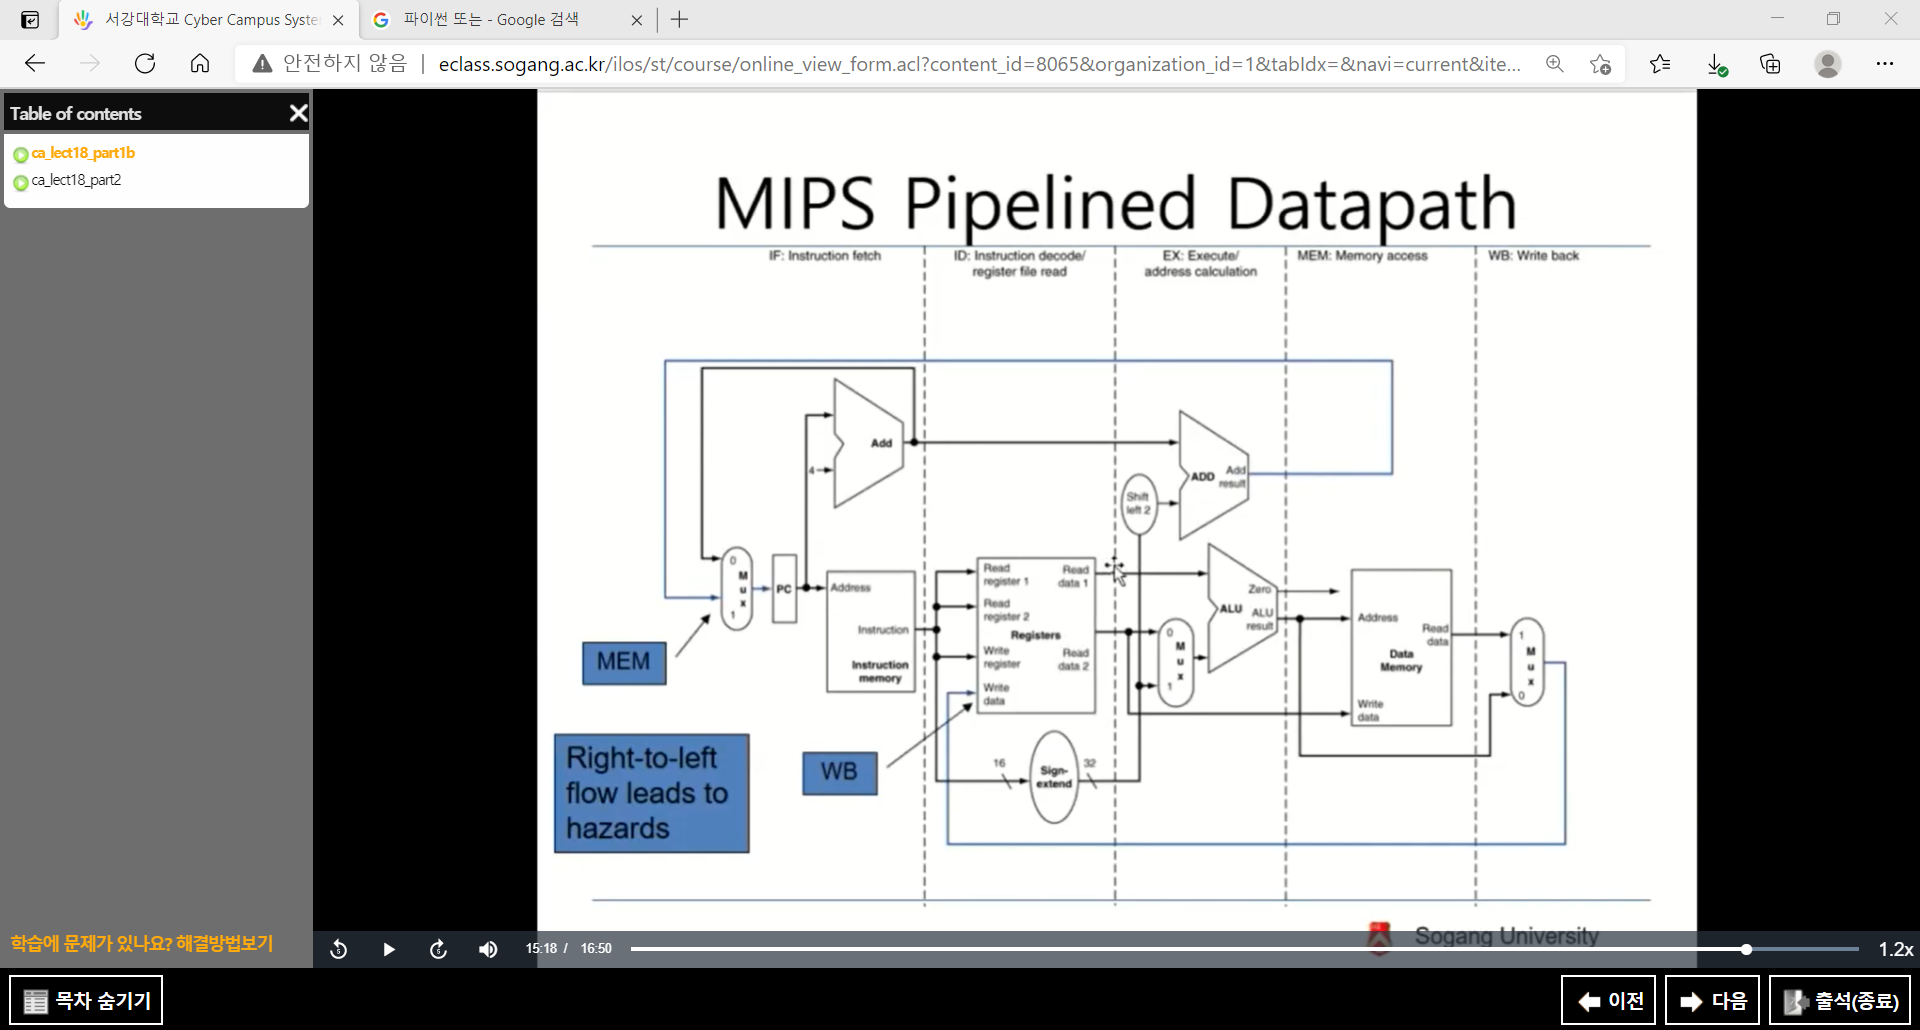 서강대학교 Cyber Campus Syste
파이썬 또는 - Google 검색
안전하지 않음
eclass.sogang.ac.kr/ilos/st/course/online_view_form.acl?content_id=8065&organization_id=1&tabIdx=&navi=current&ite...
Table of contents
ca_lect18_part1b
ca_lect18_part2
MIPS Pipelined Datapath
IF: Instruction fetch
ID: Instruction decode/
register file read
EX: Execute/
address calculation
MEM: Memory access
WB: Write back
Add
4
ADD
Add
result
Shift
left 2
0
M
u
x
1
PC
Address
Instruction
Instruction
memory
Read
register 1
Read
data 1
Read
register 2
Registers
Write
register
Read
data 2
Write
data
0
M
u
x
1
Zero
ALU
ALU
result
Address
Read
data
Data
Memory
Write
data
1
M
u
x
0
16
Sign-
extend
32
MEM
WB
Right-to-left
flow leads to
hazards
Sogang University
학습에 문제가 있나요? 해결방법보기
5
5
15:18 / 16:50
1.2x
목차 숨기기
이전
다음
출석(종료)